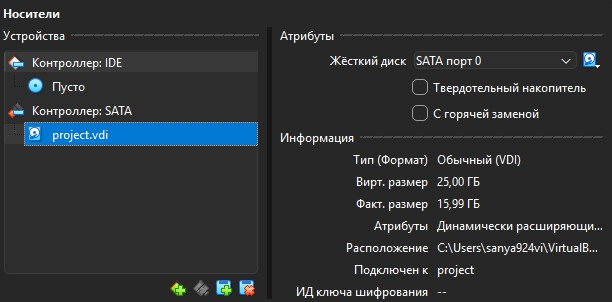 Носители
Устройства
Контроллер: IDE
Пусто
Контроллер: SATA
project.vdi
Атрибуты
Жёсткий диск SATA порт 0
Твердотельный накопитель
С горячей заменой
Информация
Тип (Формат) Обычный (VDI)
Вирт. размер 25,00 ГБ
Факт. размер 15,99 ГБ
Атрибуты Динамически расширяющи...
Расположение C:\Users\sanya924vi\VirtualB...
Подключен к project
ИД ключа шифрования --